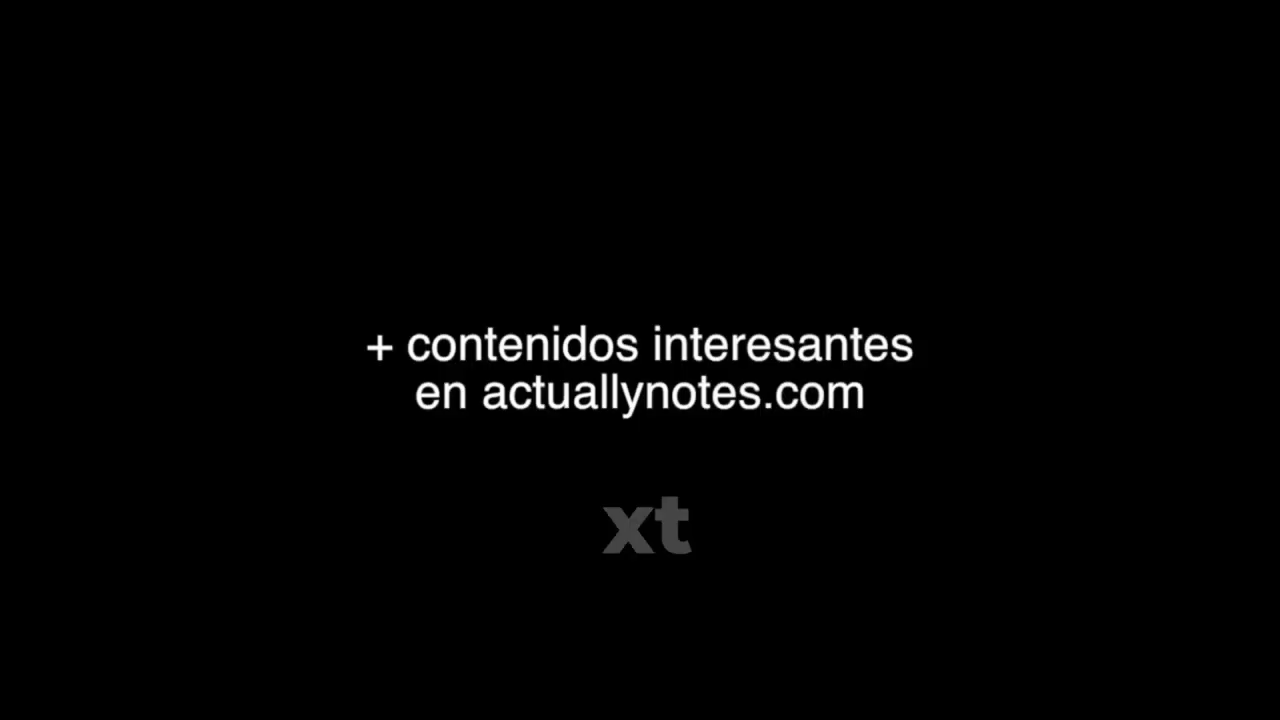 + contenidos interesantes
en actuallynotes.com
xt